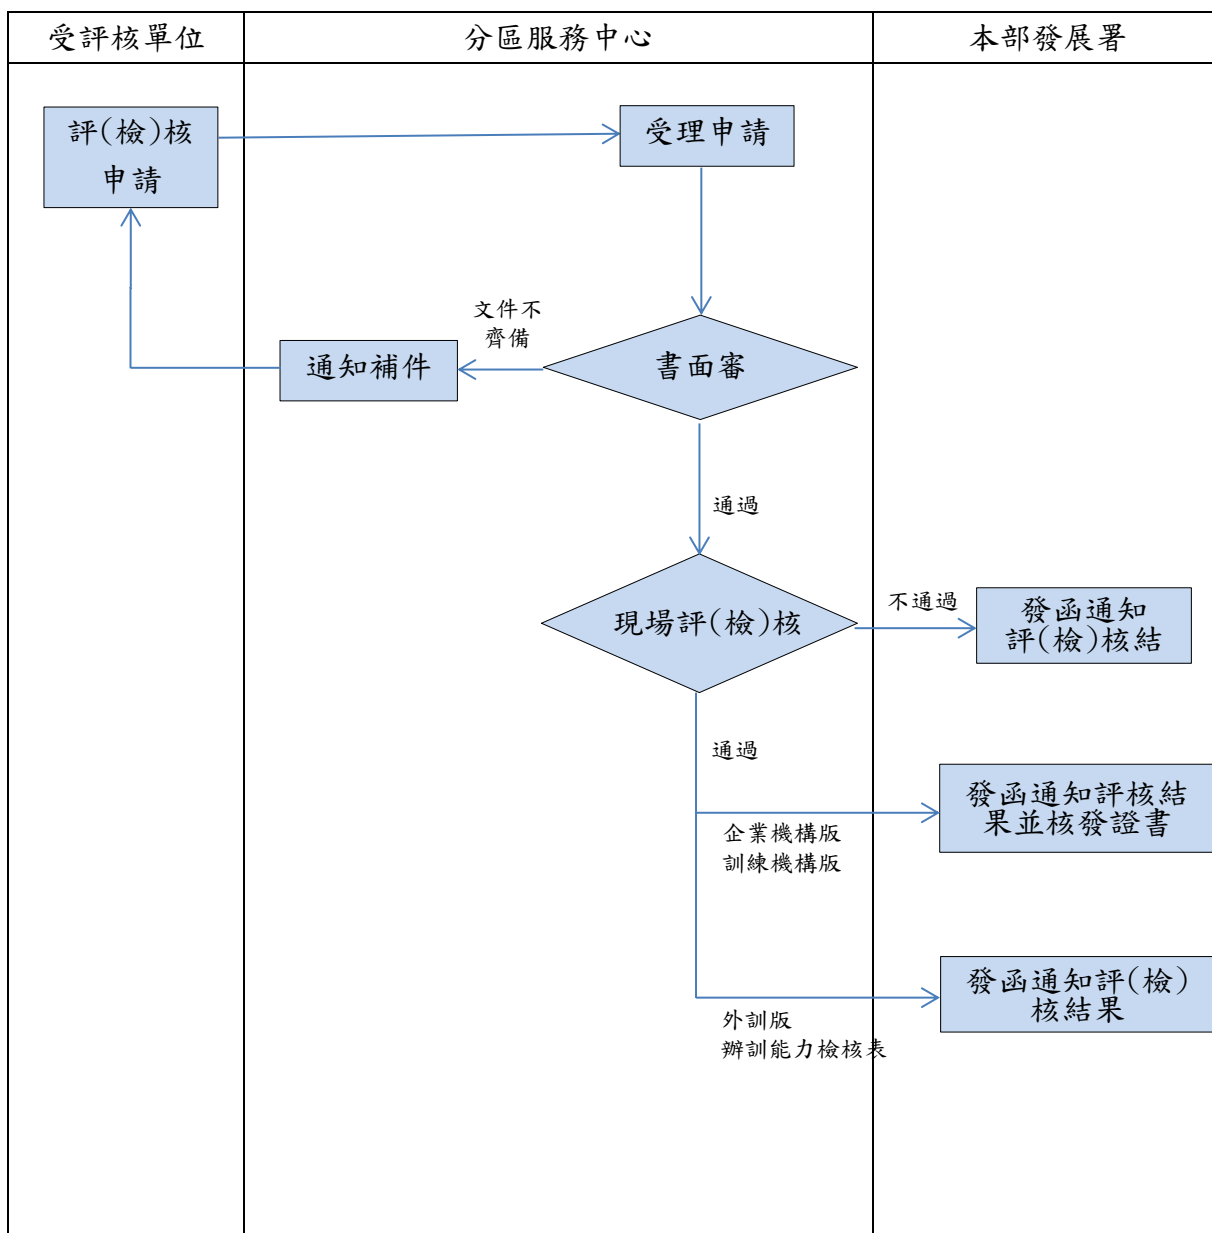 受評核單位
分區服務中心
本部發展署
評(檢)核
申請
受理申請
文件不
齊備
通知補件
書面審
通過
現場評(檢)核
不通過
發函通知
評(檢)核結
通過
發函通知評核結
果並核發證書
企業機構版
訓練機構版
發函通知評(檢)
核結果
外訓版
辦訓能力檢核表